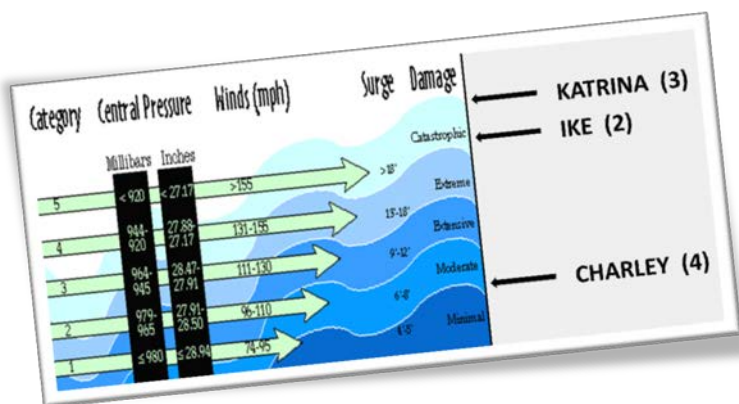 Category Central Pressure Winds (mph) Surge Damage
Millibars Inches
5 < 920 < 27.17 >155 >18' Catastrophic
4 944-920 27.88-27.17 131-155 13'-18' Extreme
3 964-945 28.47-27.91 111-130 9'-12' Extensive
2 979-965 27.91-28.50 96-110 6'-8' Moderate
1 ≤ 980 ≤ 28.94 74-95 4'-5' Minimal
KATRINA (3)
IKE (2)
CHARLEY (4)